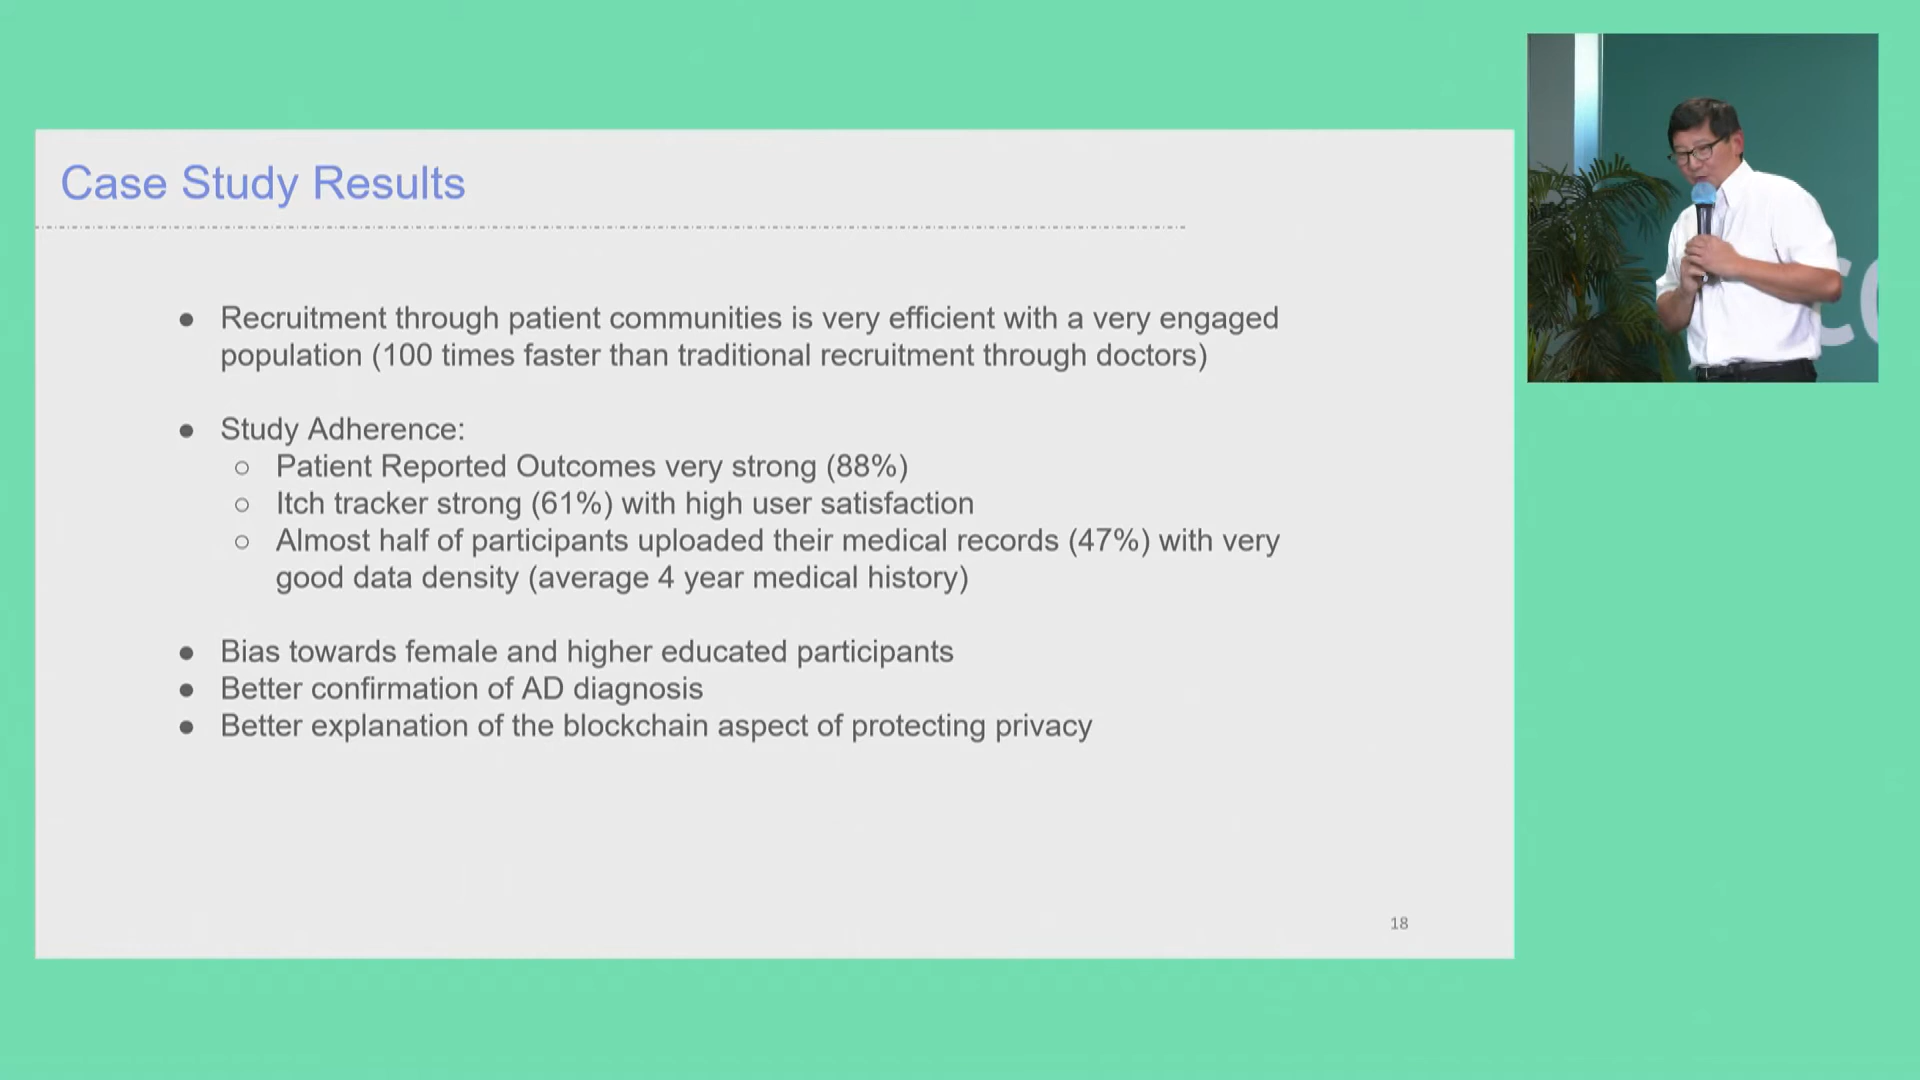 Case Study Results
● Recruitment through patient communities is very efficient with a very engaged
population (100 times faster than traditional recruitment through doctors)
● Study Adherence:
○ Patient Reported Outcomes very strong (88%)
○ Itch tracker strong (61%) with high user satisfaction
○ Almost half of participants uploaded their medical records (47%) with very
good data density (average 4 year medical history)
● Bias towards female and higher educated participants
● Better confirmation of AD diagnosis
● Better explanation of the blockchain aspect of protecting privacy
18